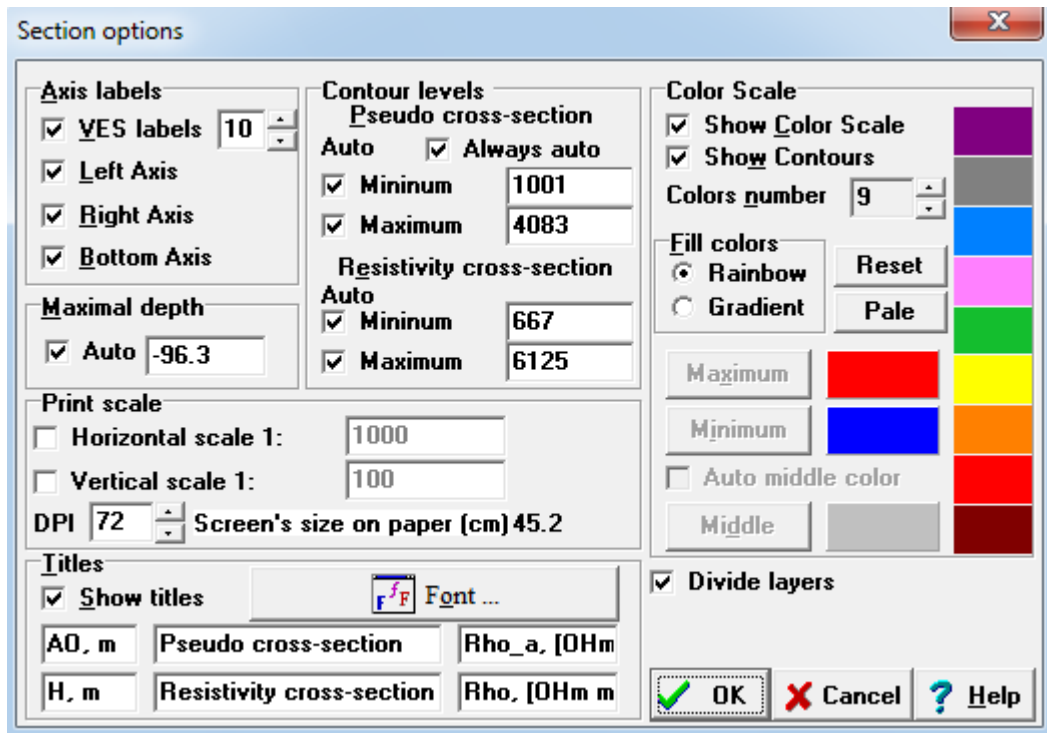 Section options
X
Axis labels
VES labels 10
Left Axis
Right Axis
Bottom Axis
Maximal depth
Auto -96.3
Contour levels
Pseudo cross-section
Auto Always auto
Mininum 1001
Maximum 4083
Resistivity cross-section
Auto
Mininum 667
Maximum 6125
Color Scale
Show Color Scale
Show Contours
Colors number 9
Fill colors
Rainbow
Gradient
Reset
Pale
Maximum
Minimum
Auto middle color
Middle
Print scale
Horizontal scale 1: 1000
Vertical scale 1: 100
DPI 72 Screen's size on paper (cm) 45.2
Titles
Show titles
FfF Font ...
AO, m Pseudo cross-section Rho_a, [OHm
H, m Resistivity cross-section Rho, [OHm m
Divide layers
OK Cancel ? Help